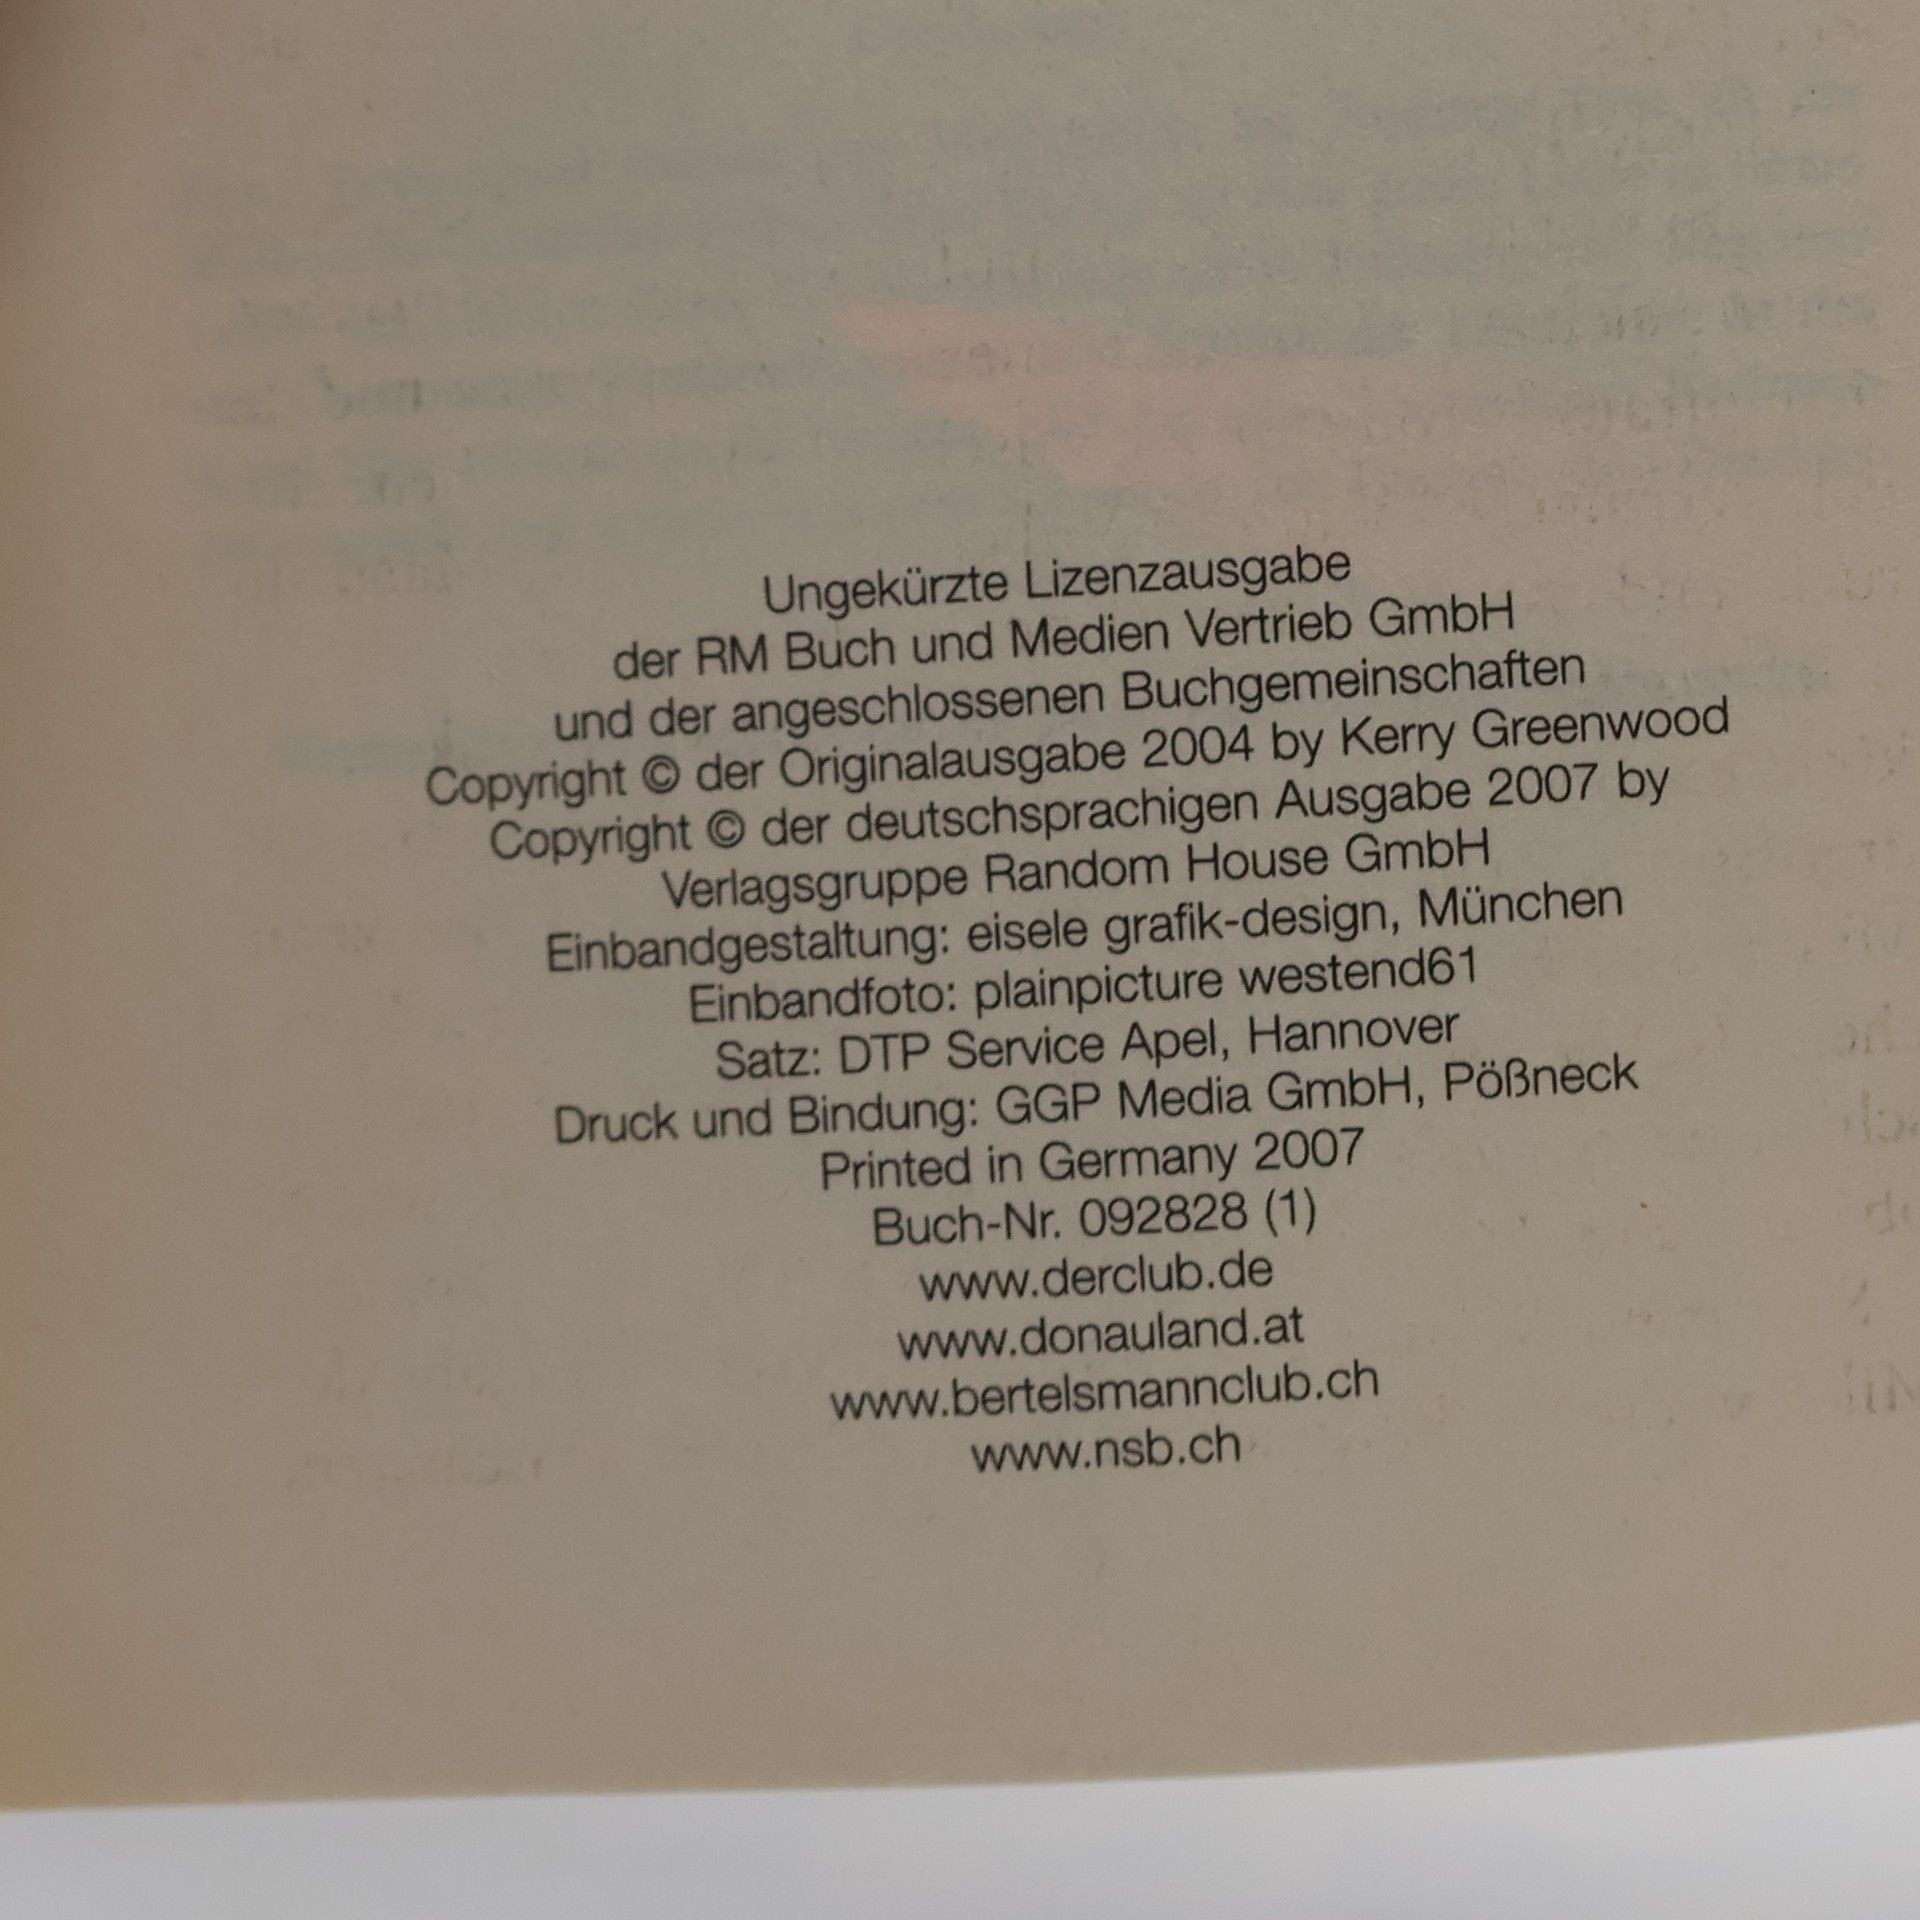 Ungekürzte Lizenzausgabe
der RM Buch und Medien Vertrieb GmbH
und der angeschlossenen Buchgemeinschaften
Copyright © der Originalausgabe 2004 by Kerry Greenwood
Copyright © der deutschsprachigen Ausgabe 2007 by
Verlagsgruppe Random House GmbH
Einbandgestaltung: eisele grafik-design, München
Einbandfoto: plainpicture westend61
Satz: DTP Service Apel, Hannover
Druck und Bindung: GGP Media GmbH, Pößneck
Printed in Germany 2007
Buch-Nr. 092828 (1)
www.derclub.de
www.donauland.at
www.bertelsmannclub.ch
www.nsb.ch